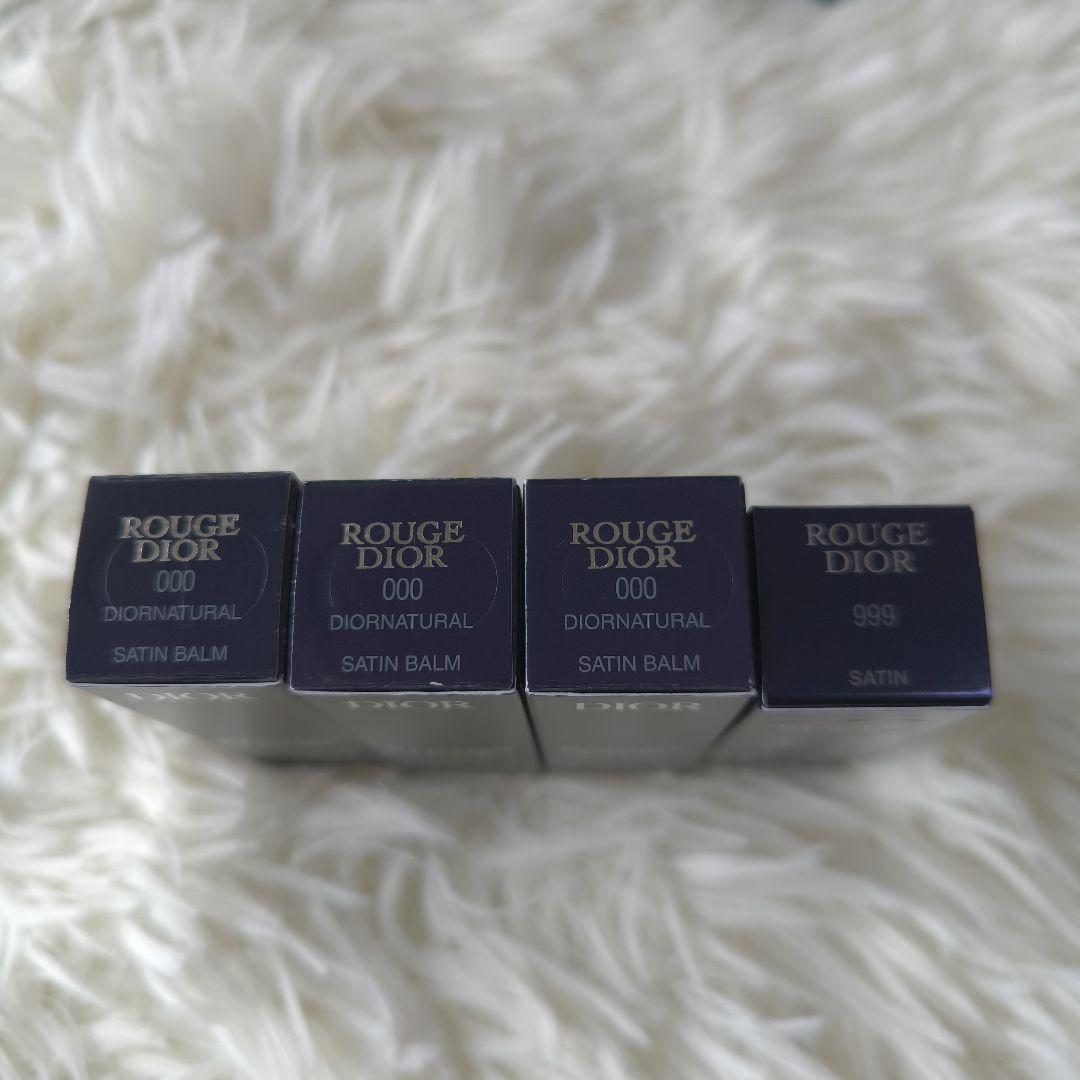 ROUGE
DIOR
000
DIORNATURAL
SATIN BALM
DIOR
ROUGE
DIOR
000
DIORNATURAL
SATIN BALM
DIOR
ROUGE
DIOR
000
DIORNATURAL
SATIN BALM
DIOR
ROUGE
DIOR
999
SATIN